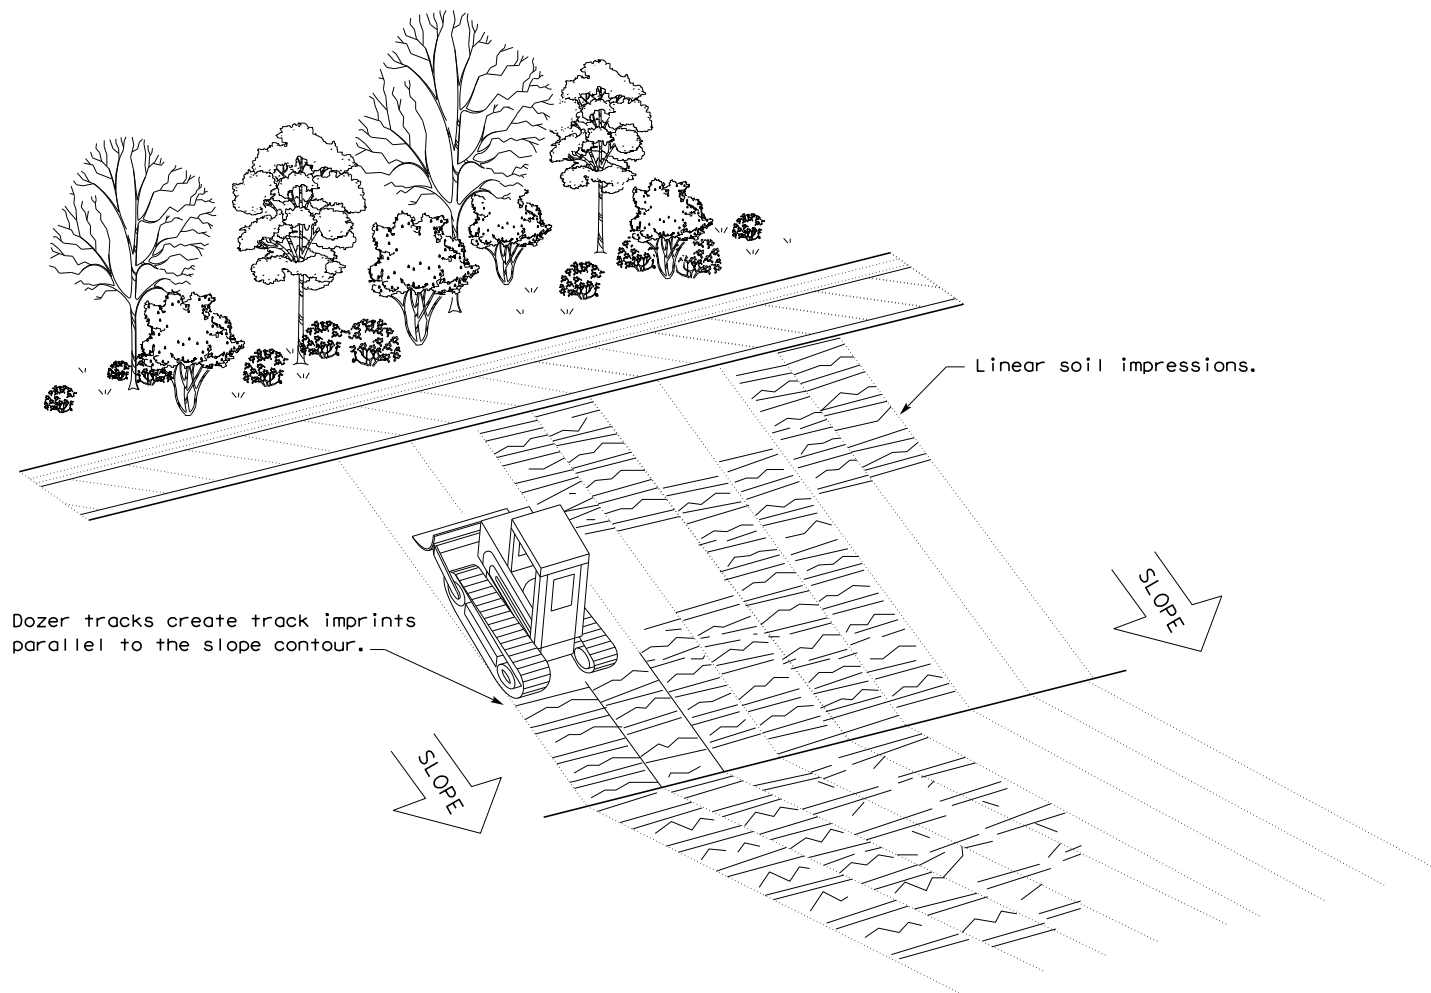 Linear soil impressions.
SLOPE
Dozer tracks create track imprints
parallel to the slope contour.
SLOPE